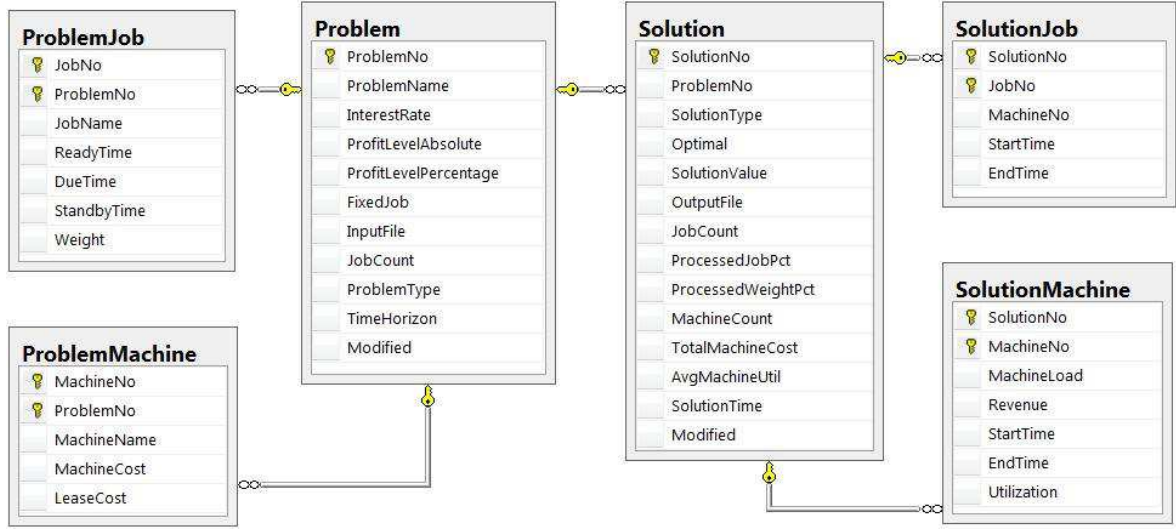 ProblemJob
JobNo
ProblemNo
JobName
ReadyTime
DueTime
StandbyTime
Weight
ProblemMachine
MachineNo
ProblemNo
MachineName
MachineCost
LeaseCost
Problem
ProblemNo
ProblemName
InterestRate
ProfitLevelAbsolute
ProfitLevelPercentage
FixedJob
InputFile
JobCount
ProblemType
TimeHorizon
Modified
Solution
SolutionNo
ProblemNo
SolutionType
Optimal
SolutionValue
OutputFile
JobCount
ProcessedJobPct
ProcessedWeightPct
MachineCount
TotalMachineCost
AvgMachineUtil
SolutionTime
Modified
SolutionJob
SolutionNo
JobNo
MachineNo
StartTime
EndTime
SolutionMachine
SolutionNo
MachineNo
MachineLoad
Revenue
StartTime
EndTime
Utilization